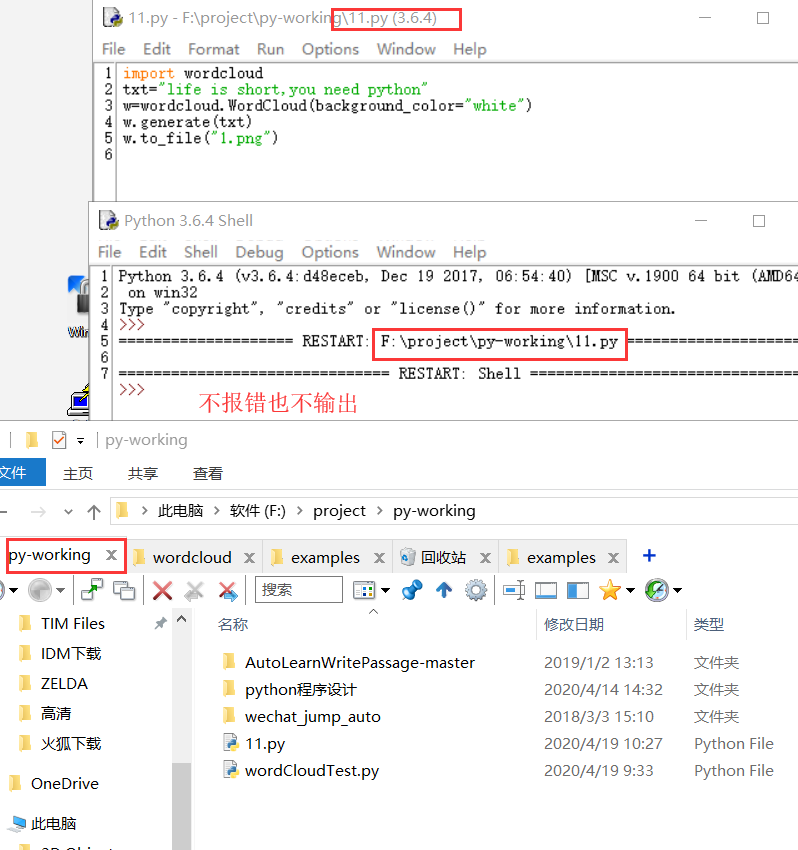 11.py - F:\project\py-working\11.py (3.6.4)
File Edit Format Run Options Window Help
1 import wordcloud
2 txt="life is short,you need python"
3 w=wordcloud.WordCloud(background_color="white")
4 w.generate(txt)
5 w.to_file("1.png")
6
Python 3.6.4 Shell
File Edit Shell Debug Options Window Help
1 Python 3.6.4 (v3.6.4:d48eceb, Dec 19 2017, 06:54:40) [MSC v.1900 64 bit (AMD64
2 on win32
3 Type "copyright", "credits" or "license()" for more information.
4 >>>
5 ==================== RESTART: F:\project\py-working\11.py ====================
6
7 =============================== RESTART: Shell ===============================
>>>
不报错也不输出
py-working
文件 主页 共享 查看
此电脑 > 软件 (F:) > project > py-working
py-working wordcloud examples 回收站 examples
搜索
名称 修改日期 类型
TIM Files
IDM下载
ZELDA
高清
火狐下载
OneDrive
此电脑
AutoLearnWritePassage-master 2019/1/2 13:13 文件夹
python程序设计 2020/4/14 14:32 文件夹
wechat_jump_auto 2018/3/3 15:10 文件夹
11.py 2020/4/19 10:27 Python File
wordCloudTest.py 2020/4/19 9:33 Python File